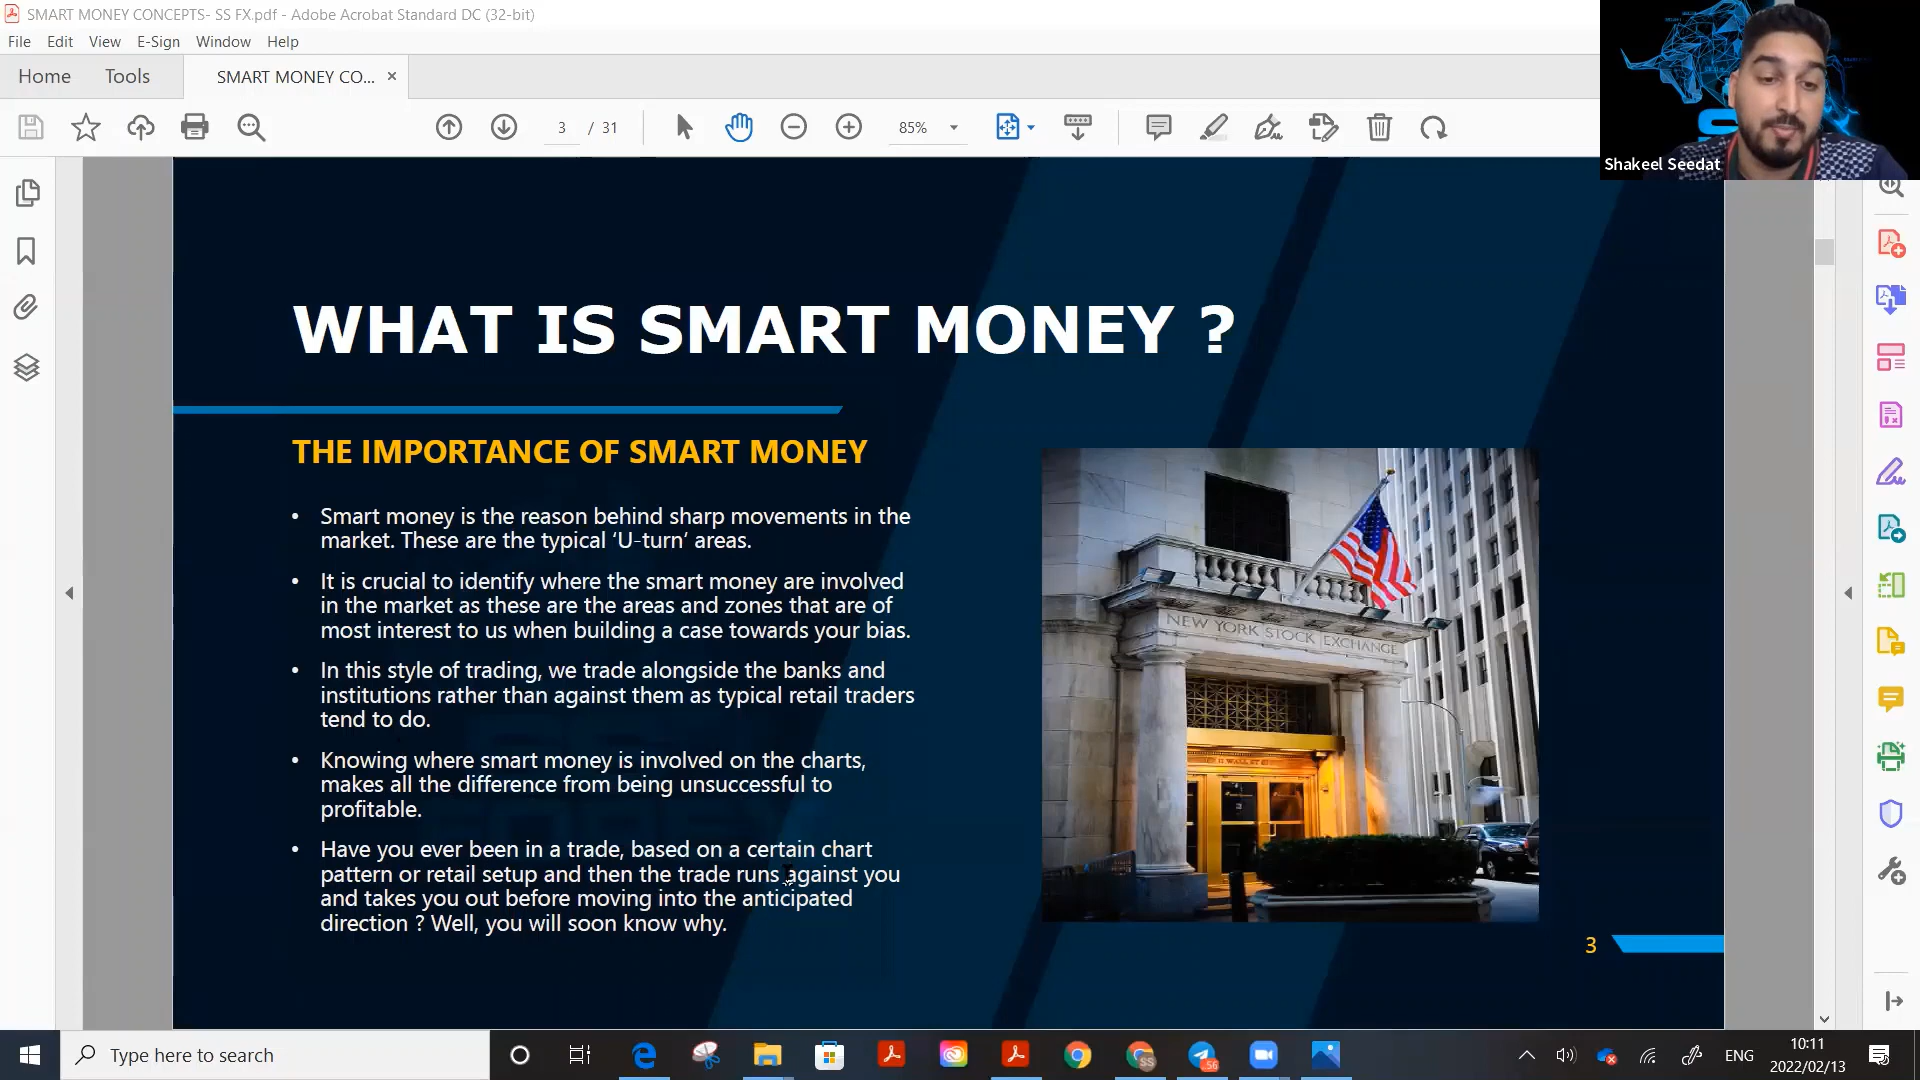 SMART MONEY CONCEPTS- SS FX.pdf - Adobe Acrobat Standard DC (32-bit)
File Edit View E-Sign Window Help
Home Tools SMART MONEY CO... ×
3 / 31 85%
Shakeel Seedat
WHAT IS SMART MONEY ?
THE IMPORTANCE OF SMART MONEY
• Smart money is the reason behind sharp movements in the
market. These are the typical ‘U-turn’ areas.
• It is crucial to identify where the smart money are involved
in the market as these are the areas and zones that are of
most interest to us when building a case towards your bias.
• In this style of trading, we trade alongside the banks and
institutions rather than against them as typical retail traders
tend to do.
• Knowing where smart money is involved on the charts,
makes all the difference from being unsuccessful to
profitable.
• Have you ever been in a trade, based on a certain chart
pattern or retail setup and then the trade runs against you
and takes you out before moving into the anticipated
direction ? Well, you will soon know why.
NEW YORK STOCK EXCHANGE
11 WALL ST
3
Type here to search
SS
56
ENG
10:11
2022/02/13